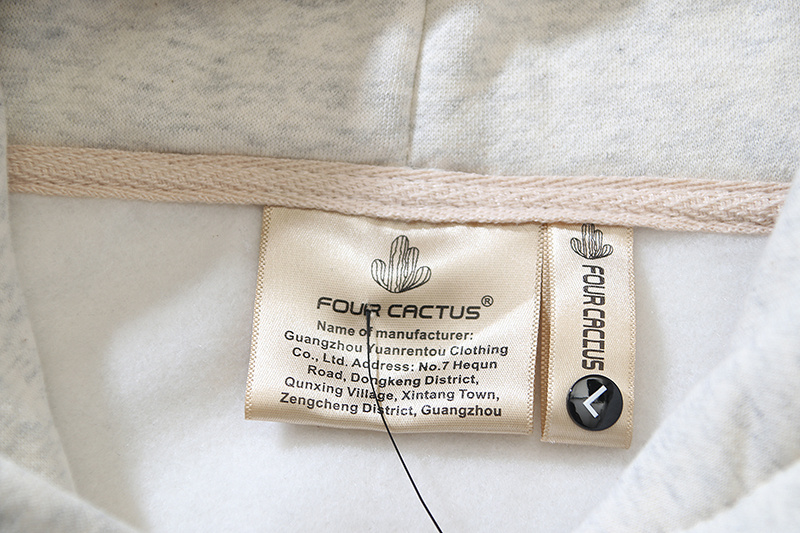 FOUR CACTUS®
Name of manufacturer:
Guangzhou Yuanrentou Clothing
Co., Ltd. Address: No.7 Hequn
Road, Dongkeng District,
Qunxing Village, Xintang Town,
Zengcheng District, Guangzhou
FOUR CACCUS
L